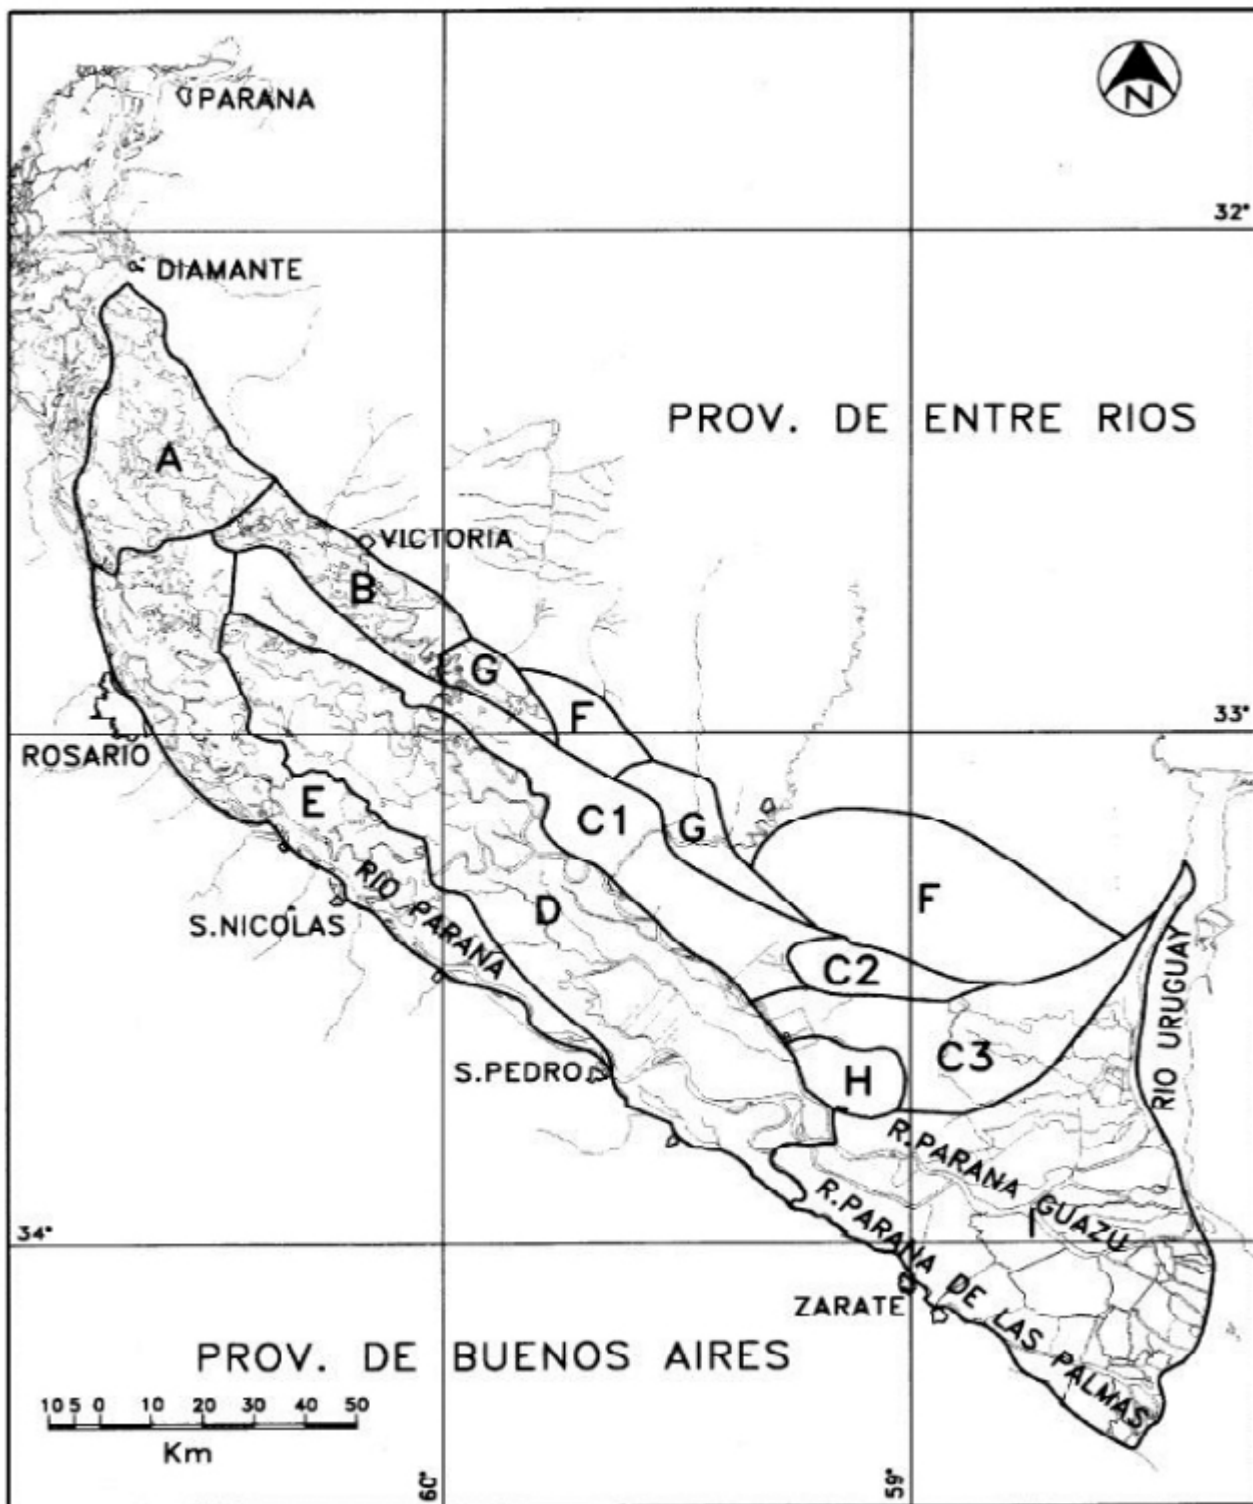 PARANA
N
32°
DIAMANTE
PROV. DE ENTRE RIOS
A
VICTORIA
B
G
F
33°
ROSARIO
E
C1
G
F
RIO PARANA
D
S.NICOLAS
C2
RIO URUGUAY
C3
S.PEDRO
H
R.PARANA GUAZU
R.PARANA DE LAS PALMAS
I
34°
ZARATE
PROV. DE BUENOS AIRES
10 5 0 10 20 30 40 50
Km
60°
59°